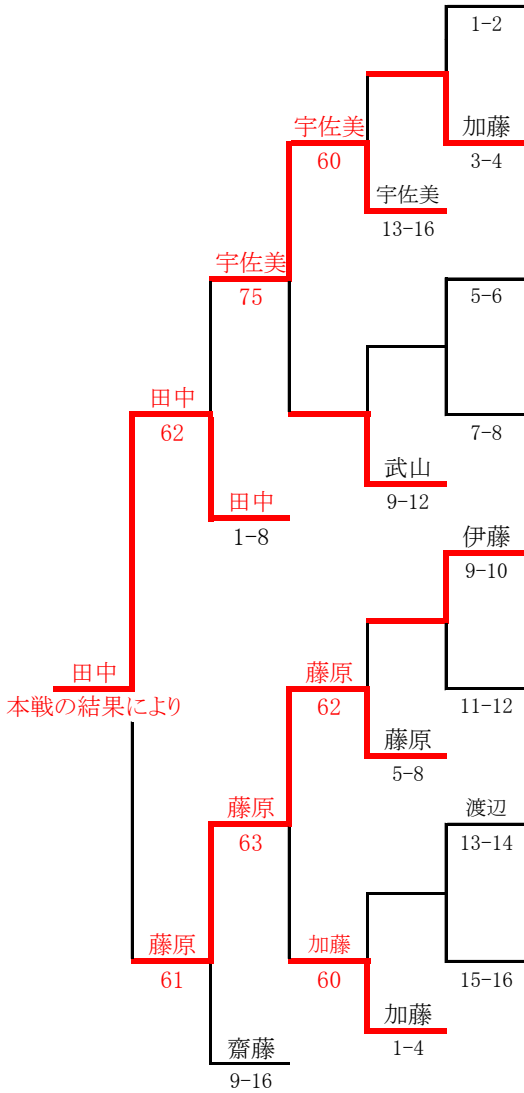 1-2
加藤
3-4
宇佐美
60
宇佐美
13-16
宇佐美
75
5-6
7-8
田中
62
武山
9-12
田中
1-8
伊藤
9-10
田中
本戦の結果により
藤原
62
11-12
藤原
5-8
藤原
63
渡辺
13-14
藤原
61
加藤
60
15-16
加藤
1-4
齋藤
9-16